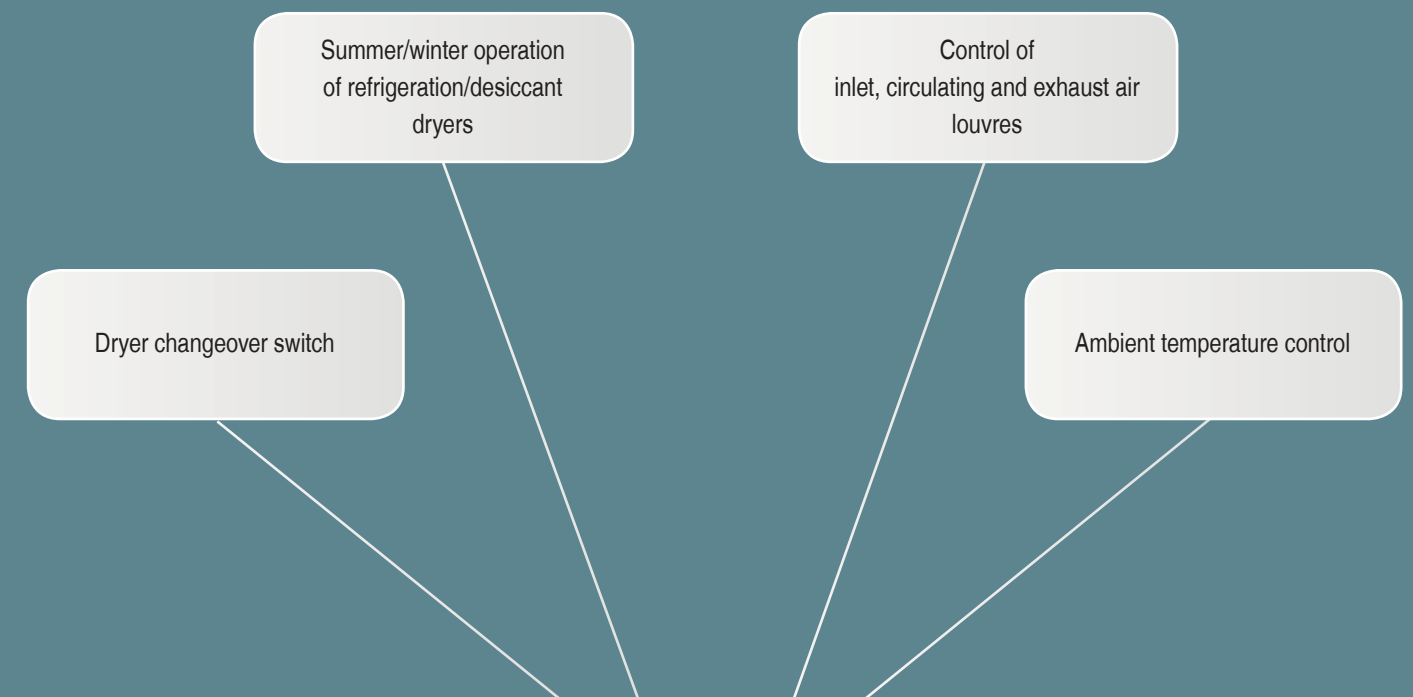 Summer/winter operation
of refrigeration/desiccant
dryers
Control of
inlet, circulating and exhaust air
louvres
Dryer changeover switch
Ambient temperature control